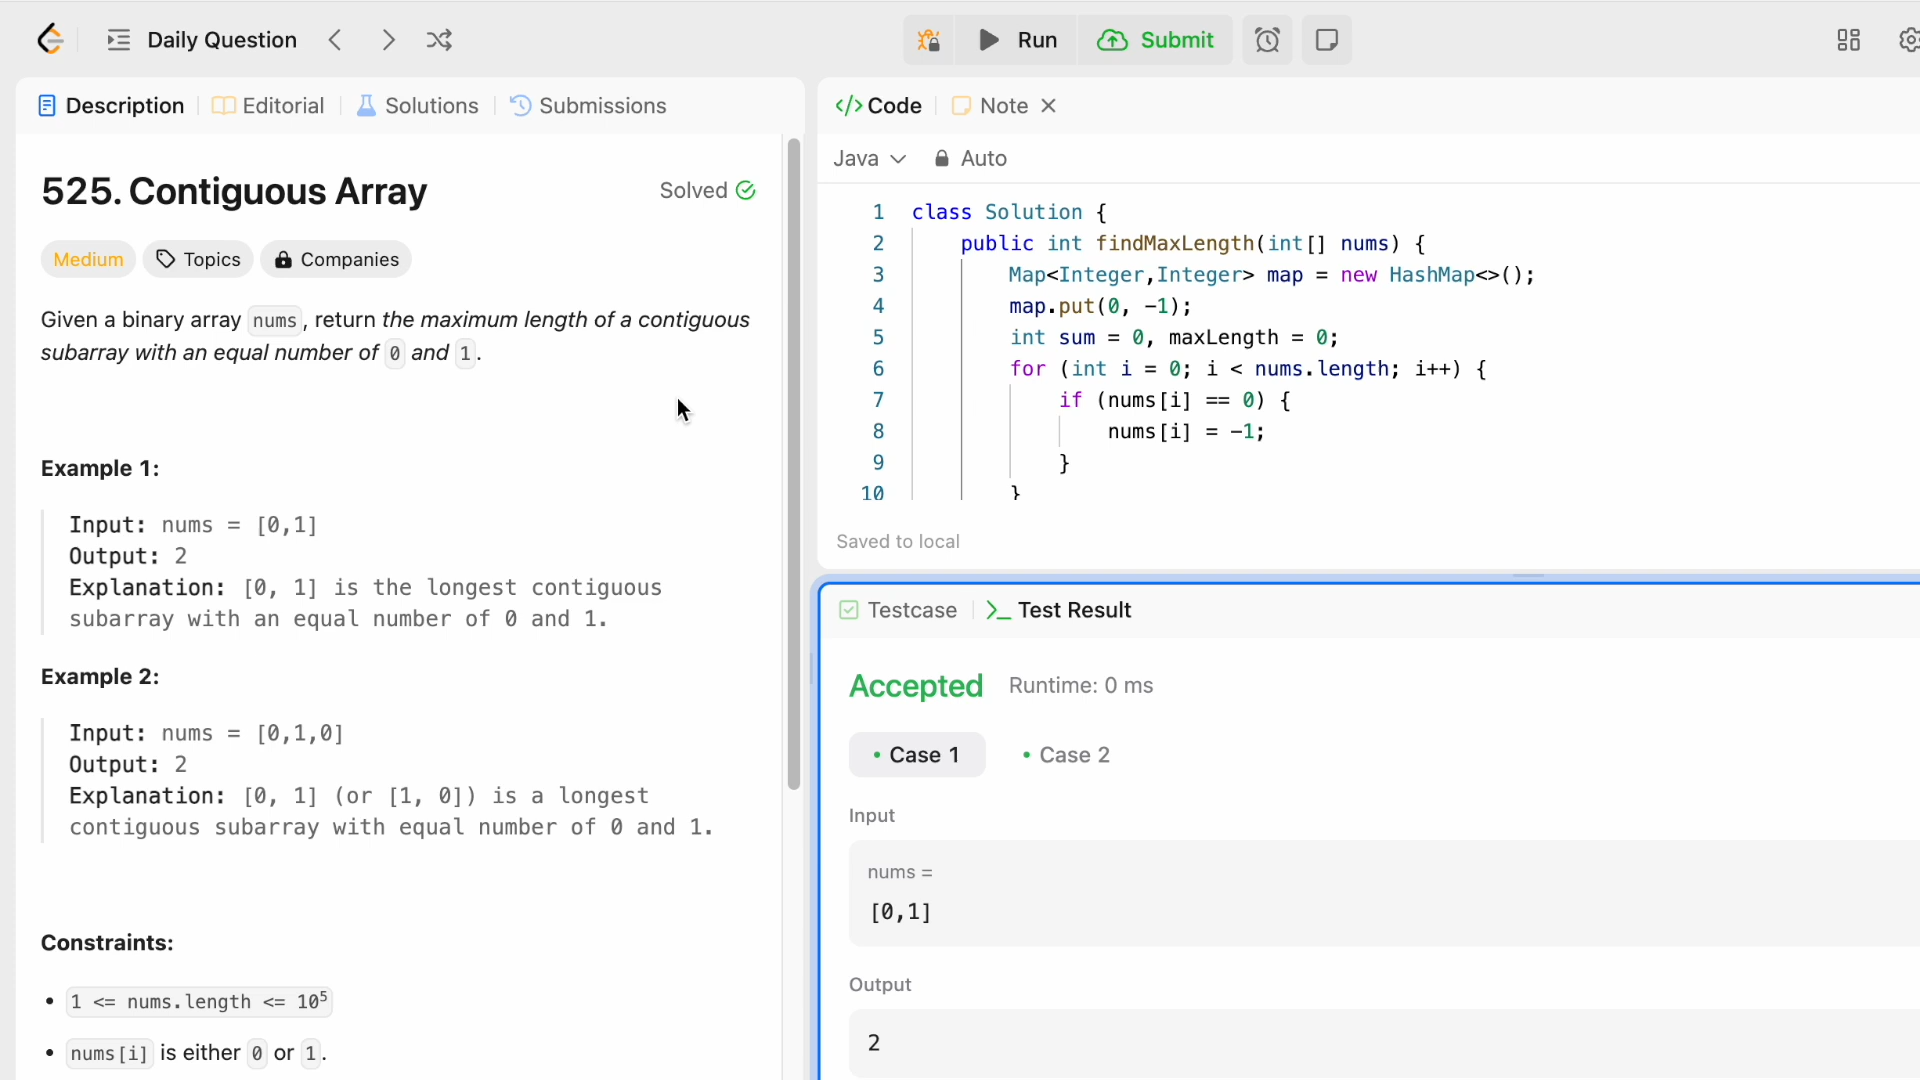 Daily Question
Run
Submit
Description
Editorial
Solutions
Submissions
525. Contiguous Array
Solved
Medium
Topics
Companies
Given a binary array nums, return the maximum length of a contiguous
subarray with an equal number of 0 and 1.
Example 1:
Input: nums = [0,1]
Output: 2
Explanation: [0, 1] is the longest contiguous
subarray with an equal number of 0 and 1.
Example 2:
Input: nums = [0,1,0]
Output: 2
Explanation: [0, 1] (or [1, 0]) is a longest
contiguous subarray with equal number of 0 and 1.
Constraints:
• 1 <= nums.length <= 10⁵
• nums[i] is either 0 or 1.
</> Code
Note
Java
Auto
1 class Solution {
2 public int findMaxLength(int[] nums) {
3 Map<Integer,Integer> map = new HashMap<>();
4 map.put(0, -1);
5 int sum = 0, maxLength = 0;
6 for (int i = 0; i < nums.length; i++) {
7 if (nums[i] == 0) {
8 nums[i] = -1;
9 }
10 }
Saved to local
Testcase
>_ Test Result
Accepted Runtime: 0 ms
• Case 1
• Case 2
Input
nums =
[0,1]
Output
2